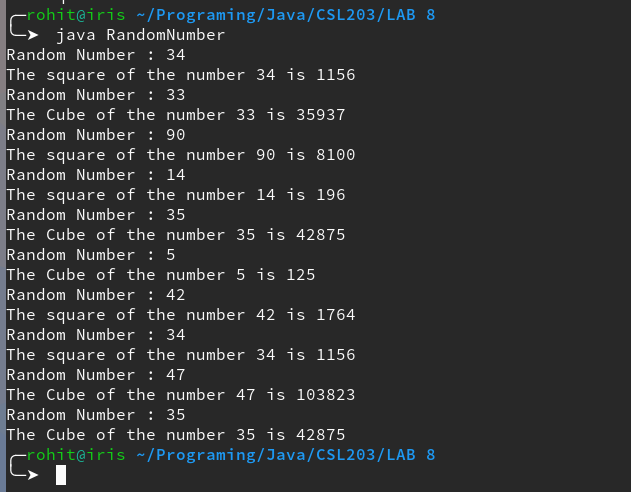 rohit@iris ~/Programing/Java/CSL203/LAB 8
➤ java RandomNumber
Random Number : 34
The square of the number 34 is 1156
Random Number : 33
The Cube of the number 33 is 35937
Random Number : 90
The square of the number 90 is 8100
Random Number : 14
The square of the number 14 is 196
Random Number : 35
The Cube of the number 35 is 42875
Random Number : 5
The Cube of the number 5 is 125
Random Number : 42
The square of the number 42 is 1764
Random Number : 34
The square of the number 34 is 1156
Random Number : 47
The Cube of the number 47 is 103823
Random Number : 35
The Cube of the number 35 is 42875
rohit@iris ~/Programing/Java/CSL203/LAB 8
➤